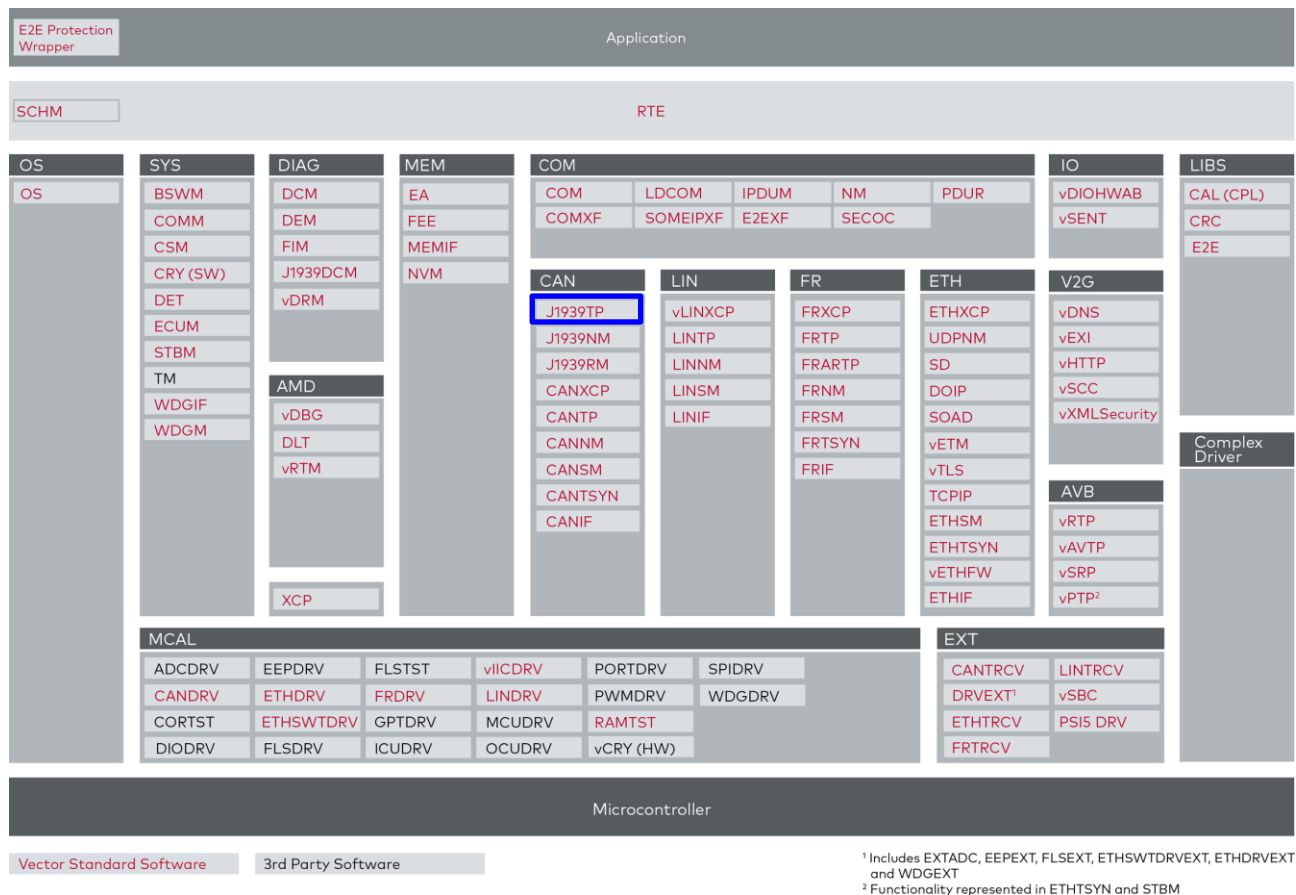 E2E Protection
Wrapper
Application
SCHM
RTE
OS
OS
SYS
BSWM
COMM
CSM
CRY (SW)
DET
ECUM
STBM
TM
WDGIF
WDGM
DIAG
DCM
DEM
FIM
J1939DCM
vDRM
AMD
vDBG
DLT
vRTM
XCP
MEM
EA
FEE
MEMIF
NVM
COM
COM LDCOM IPDUM NM PDUR
COMXF SOMEIPXF E2EXF SECOC
CAN
J1939TP
J1939NM
J1939RM
CANXCP
CANTP
CANNM
CANSM
CANTSYN
CANIF
LIN
vLINXCP
LINTP
LINNM
LINSM
LINIF
FR
FRXCP
FRTP
FRARTP
FRNM
FRSM
FRTSYN
FRIF
ETH
ETHXCP
UDPNM
SD
DOIP
SOAD
vETM
vTLS
TCPIP
ETHSM
ETHTSYN
vETHFW
ETHIF
IO
vDIOHWAB
vSENT
V2G
vDNS
vEXI
vHTTP
vSCC
vXMLSecurity
AVB
vRTP
vAVTP
vSRP
vPTP²
LIBS
CAL (CPL)
CRC
E2E
Complex
Driver
MCAL
ADCDRV EEPDRV FLSTST vIICDRV PORTDRV SPIDRV
CANDRV ETHDRV FRDRV LINDRV PWMDRV WDGDRV
CORTST ETHSWTDRV GPTDRV MCUDRV RAMTST
DIODRV FLSDRV ICUDRV OCUDRV vCRY (HW)
EXT
CANTRCV LINTRCV
DRVEXT¹ vSBC
ETHTRCV PSI5 DRV
FRTRCV
Microcontroller
Vector Standard Software
3rd Party Software
¹ Includes EXTADC, EEPEXT, FLSEXT, ETHSWTDRVEXT, ETHDRVEXT
and WDGEXT
² Functionality represented in ETHTSYN and STBM